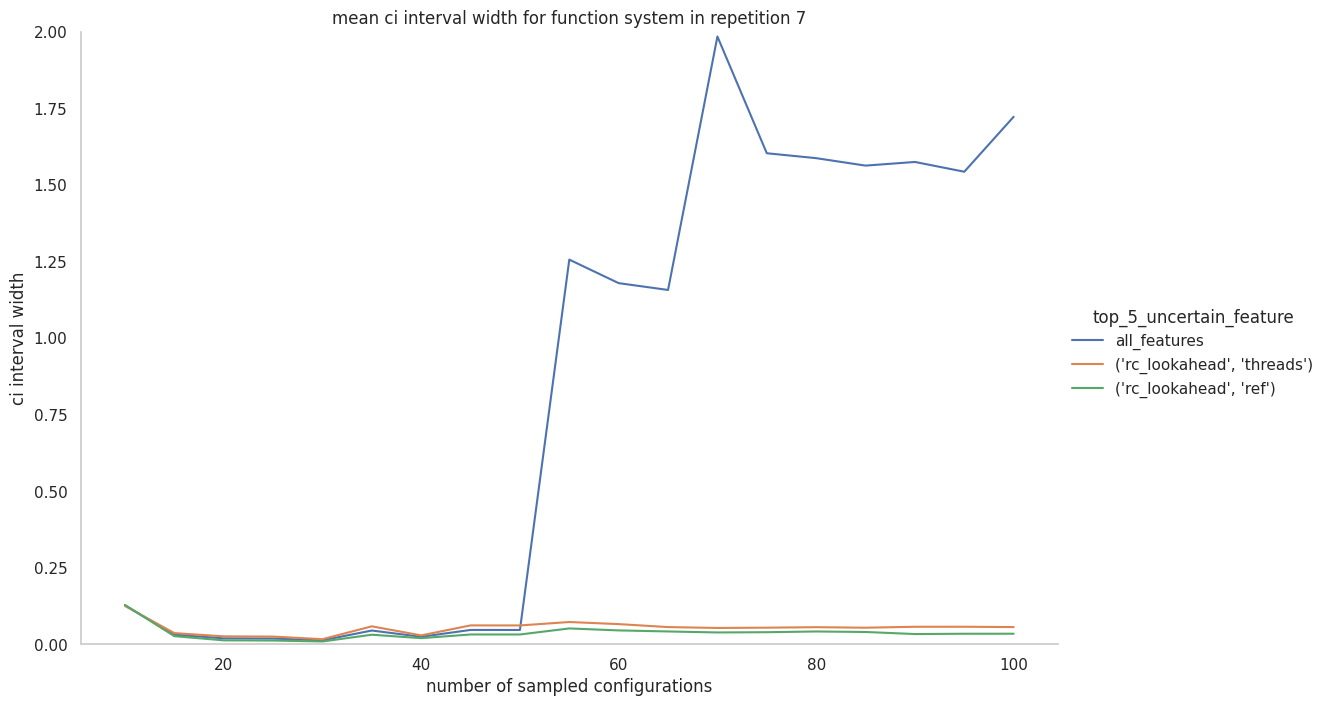 mean ci interval width for function system in repetition 7
2.00
1.75
1.50
1.25
1.00
0.75
0.50
0.25
0.00
ci interval width
20
40
60
80
100
number of sampled configurations
top_5_uncertain_feature
all_features
('rc_lookahead', 'threads')
('rc_lookahead', 'ref')